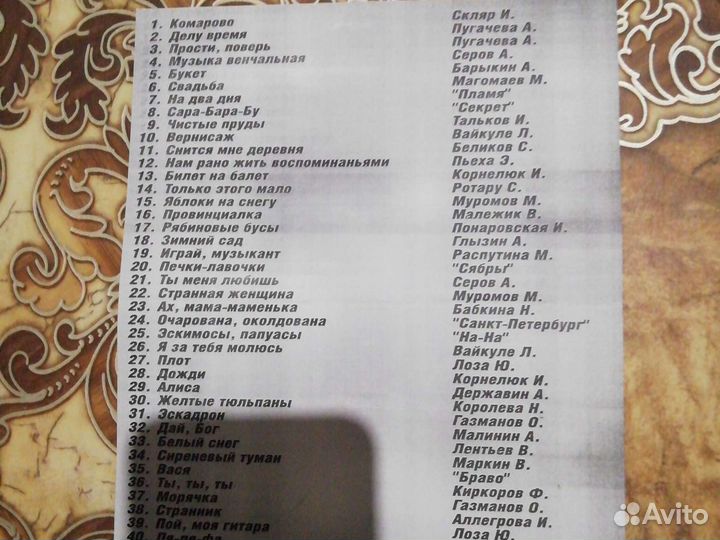 1. Комарово Скляр И.
2. Делу время Пугачева А.
3. Прости, поверь Пугачева А.
4. Музыка венчальная Серов А.
5. Букет Барыкин А.
6. Свадьба Магомаев М.
7. На два дня "Пламя"
8. Сара-Бара-Бу "Секрет"
9. Чистые пруды Тальков И.
10. Вернисаж Вайкуле Л.
11. Снится мне деревня Беликов С.
12. Нам рано жить воспоминаньями Пьеха Э.
13. Билет на балет Корнелюк И.
14. Только этого мало Ротару С.
15. Яблоки на снегу Муромов М.
16. Провинциалка Малежик В.
17. Рябиновые бусы Понаровская И.
18. Зимний сад Глызин А.
19. Играй, музыкант Распутина М.
20. Печки-лавочки "Сябры"
21. Ты меня любишь Серов А.
22. Странная женщина Муромов М.
23. Ах, мама-маменька Бабкина Н.
24. Очарована, околдована "Санкт-Петербург"
25. Эскимосы, папуасы "На-На"
26. Я за тебя молюсь Вайкуле Л.
27. Плот Лоза Ю.
28. Дожди Корнелюк И.
29. Алиса Державин А.
30. Желтые тюльпаны Королева Н.
31. Эскадрон Газманов О.
32. Дай, Бог Малинин А.
33. Белый снег Лентьев В.
34. Сиреневый туман Маркин В.
35. Вася "Браво"
36. Ты, ты, ты Киркоров Ф.
37. Морячка Газманов О.
38. Странник Аллегрова И.
39. Пой, моя гитара Лоза Ю.
40.
Avito